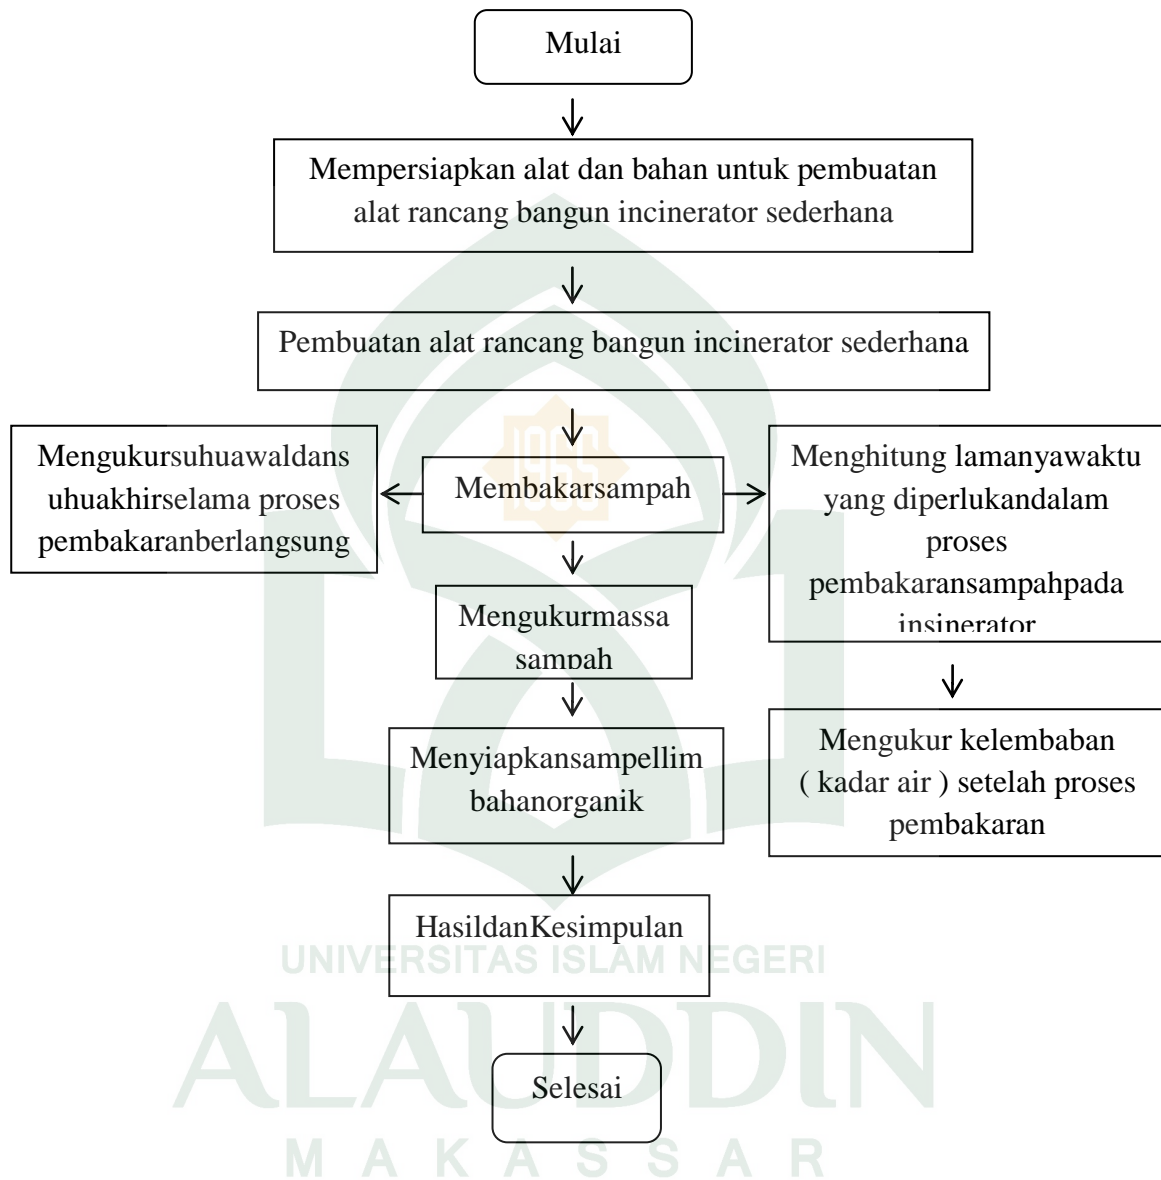 Mulai
Mempersiapkan alat dan bahan untuk pembuatan
alat rancang bangun incinerator sederhana
Pembuatan alat rancang bangun incinerator sederhana
Mengukursuhuawaldans
uhuakhirselama proses
pembakaranberlangsung
1965
Membakarsampah
Menghitung lamanyawaktu
yang diperlukandalam
proses
pembakaransampahpada
insinerator
Mengukurmassa
sampah
Menyiapkansampellim
bahanorganik
Mengukur kelembaban
( kadar air ) setelah proses
pembakaran
HasildanKesimpulan
UNIVERSITAS ISLAM NEGERI
ALAUDDIN
Selesai
MAKASSAR